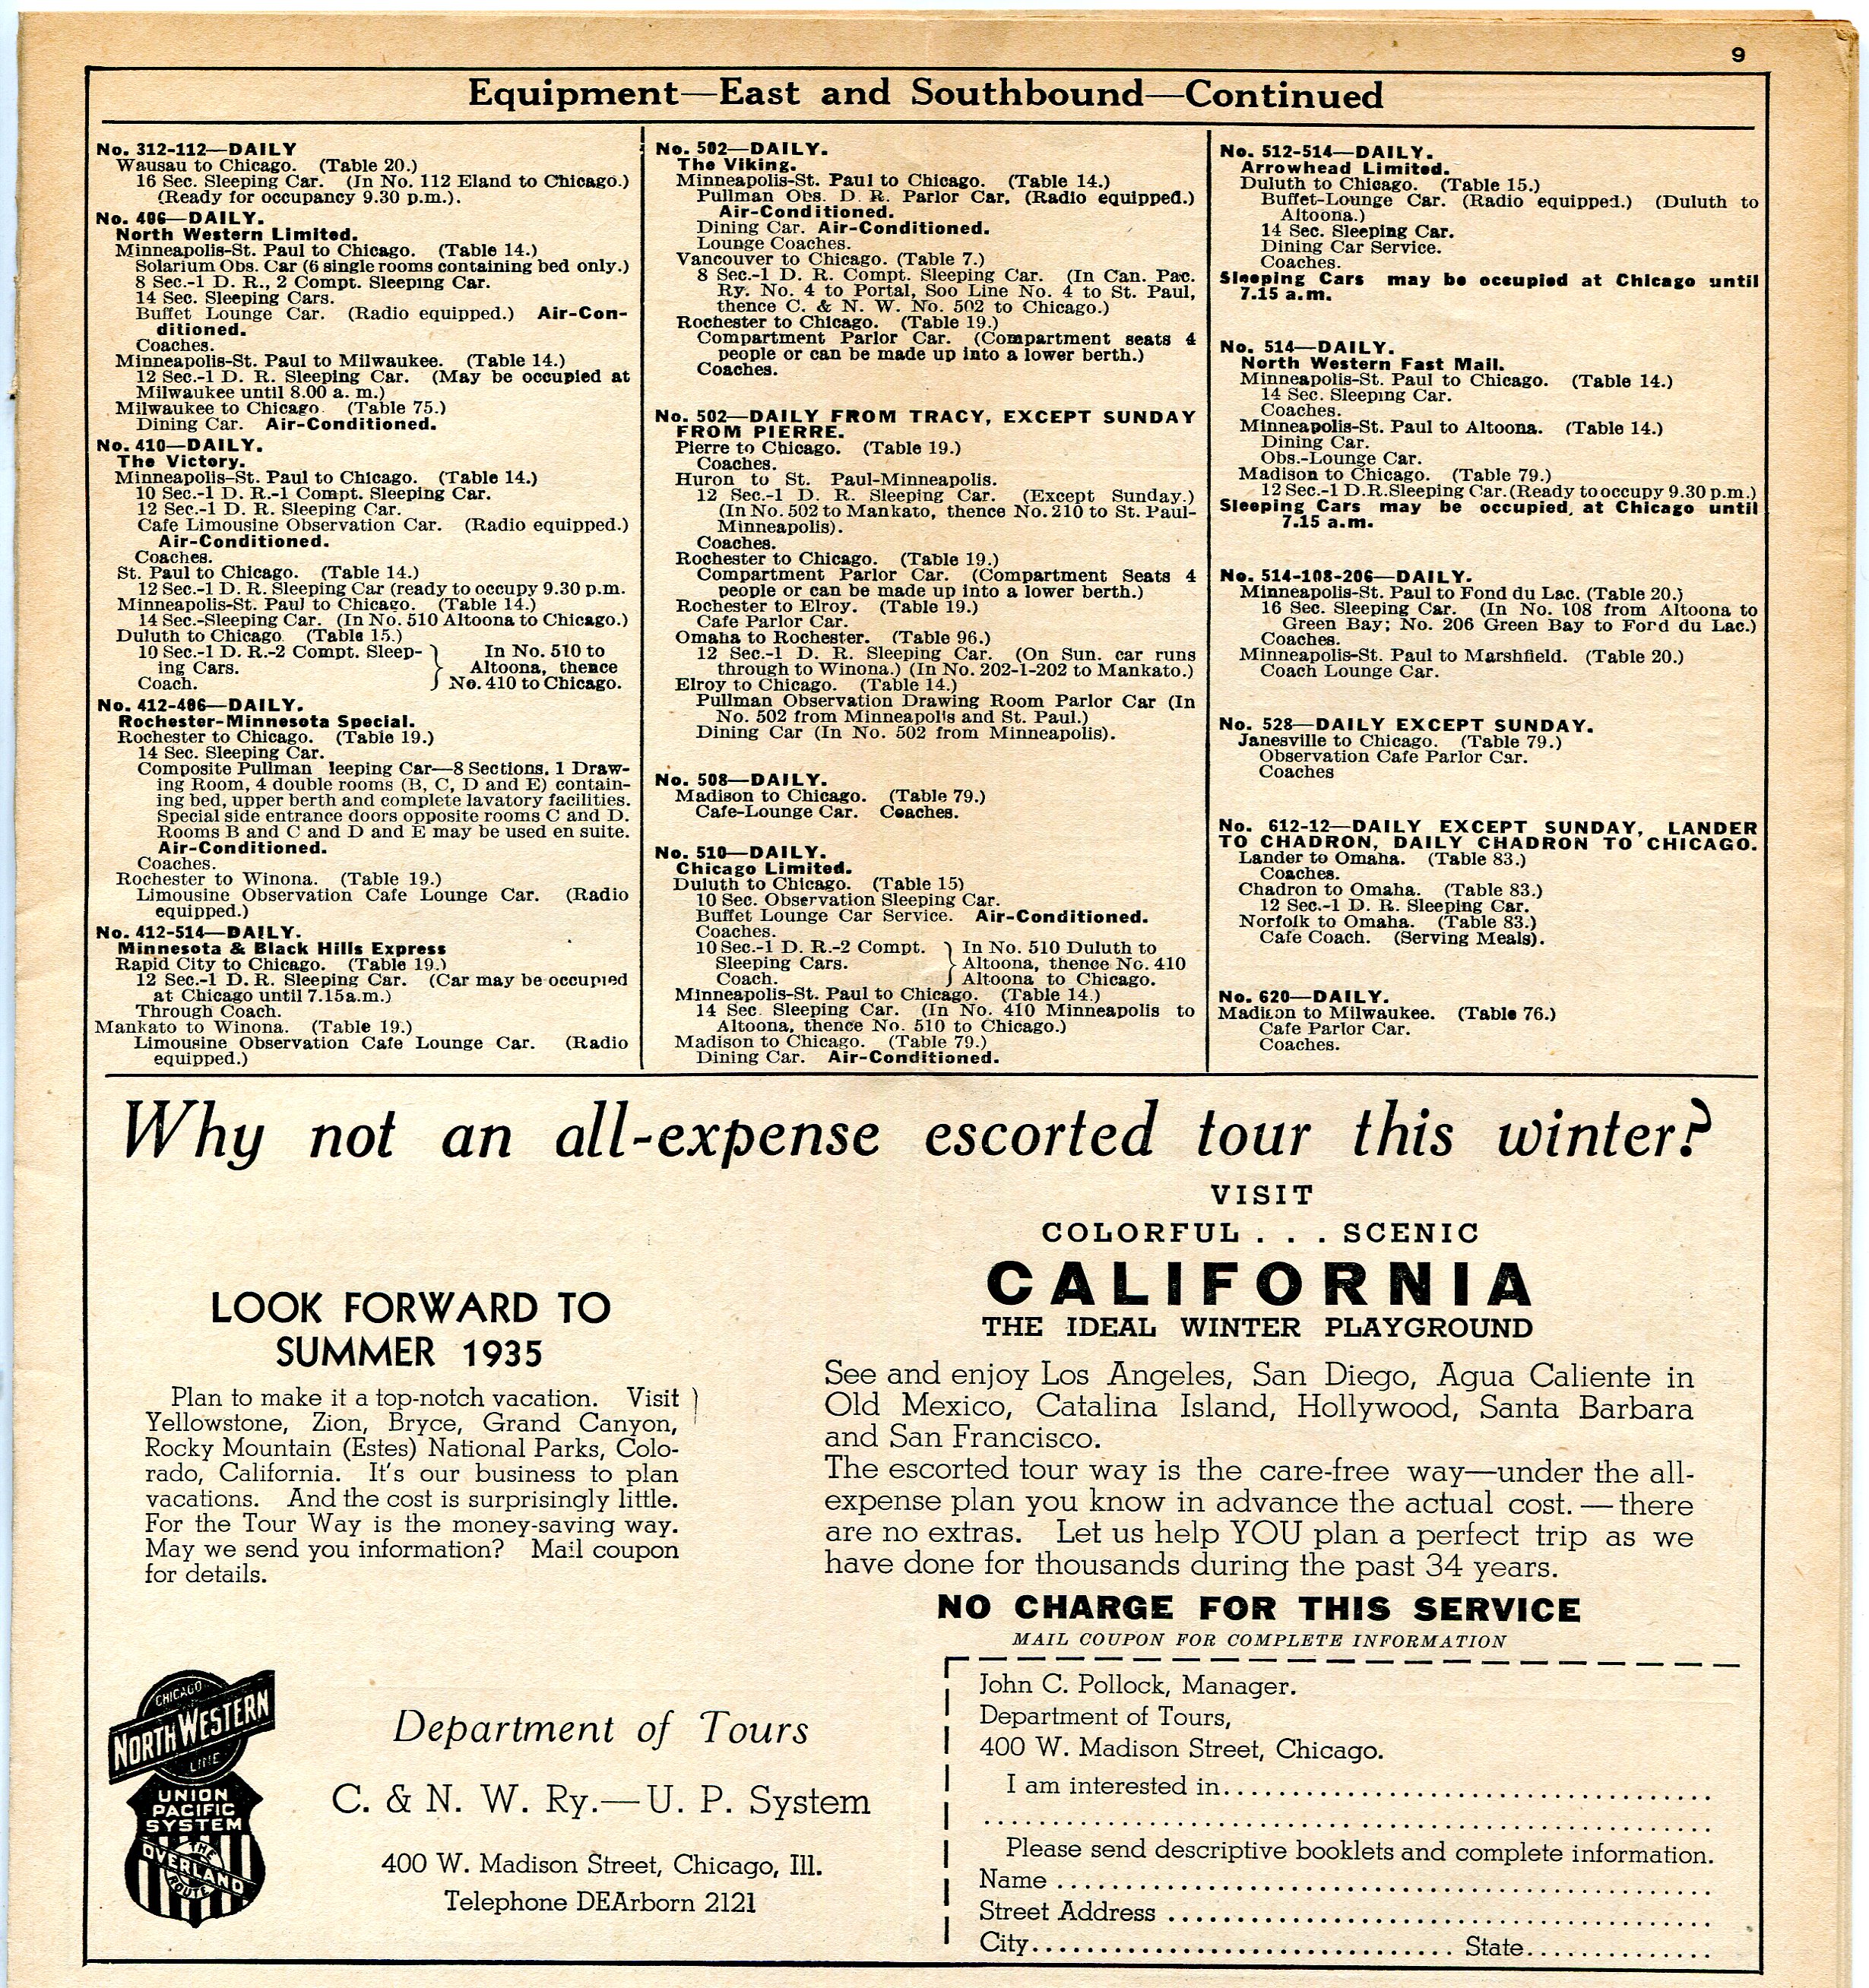 9
Equipment—East and Southbound—Continued
No. 312-112—DAILY
Wausau to Chicago. (Table 20.)
16 Sec. Sleeping Car. (In No. 112 Eland to Chicago.)
(Ready for occupancy 9.30 p.m.).
No. 406—DAILY.
North Western Limited.
Minneapolis-St. Paul to Chicago. (Table 14.)
Solarium Obs. Car (6 single rooms containing bed only.)
8 Sec.-1 D. R., 2 Compt. Sleeping Car.
14 Sec. Sleeping Cars.
Buffet Lounge Car. (Radio equipped.) Air-Con-
ditioned.
Coaches.
Minneapolis-St. Paul to Milwaukee. (Table 14.)
12 Sec.-1 D. R. Sleeping Car. (May be occupied at
Milwaukee until 8.00 a. m.)
Milwaukee to Chicago. (Table 75.)
Dining Car. Air-Conditioned.
No. 410—DAILY.
The Victory.
Minneapolis-St. Paul to Chicago. (Table 14.)
10 Sec.-1 D. R.-1 Compt. Sleeping Car.
12 Sec.-1 D. R. Sleeping Car.
Cafe Limousine Observation Car. (Radio equipped.)
Air-Conditioned.
Coaches.
St. Paul to Chicago. (Table 14.)
12 Sec.-1 D. R. Sleeping Car (ready to occupy 9.30 p.m.
Minneapolis-St. Paul to Chicago. (Table 14.)
14 Sec.-Sleeping Car. (In No. 510 Altoona to Chicago.)
Duluth to Chicago (Table 15.)
10 Sec.-1 D. R.-2 Compt. Sleep- } In No. 510 to
ing Cars. Altoona, thence
Coach. No. 410 to Chicago.
No. 412-406—DAILY.
Rochester-Minnesota Special.
Rochester to Chicago. (Table 19.)
14 Sec. Sleeping Car.
Composite Pullman leeping Car—8 Sections, 1 Draw-
ing Room, 4 double rooms (B, C, D and E) contain-
ing bed, upper berth and complete lavatory facilities.
Special side entrance doors opposite rooms C and D.
Rooms B and C and D and E may be used en suite.
Air-Conditioned.
Coaches.
Rochester to Winona. (Table 19.)
Limousine Observation Cafe Lounge Car. (Radio
equipped.)
No. 412-514—DAILY.
Minnesota & Black Hills Express
Rapid City to Chicago. (Table 19.)
12 Sec.-1 D. R. Sleeping Car. (Car may be occupied
at Chicago until 7.15a.m.)
Through Coach.
Mankato to Winona. (Table 19.)
Limousine Observation Cafe Lounge Car. (Radio
equipped.)
No. 502—DAILY.
The Viking.
Minneapolis-St. Paul to Chicago. (Table 14.)
Pullman Obs. D. R. Parlor Car. (Radio equipped.)
Air-Conditioned.
Dining Car. Air-Conditioned.
Lounge Coaches.
Vancouver to Chicago. (Table 7.)
8 Sec.-1 D. R. Compt. Sleeping Car. (In Can. Pac.
Ry. No. 4 to Portal, Soo Line No. 4 to St. Paul,
thence C. & N. W. No. 502 to Chicago.)
Rochester to Chicago. (Table 19.)
Compartment Parlor Car. (Compartment seats 4
people or can be made up into a lower berth.)
Coaches.
No. 502—DAILY FROM TRACY, EXCEPT SUNDAY
FROM PIERRE.
Pierre to Chicago. (Table 19.)
Coaches.
Huron to St. Paul-Minneapolis.
12 Sec.-1 D. R. Sleeping Car. (Except Sunday.)
(In No. 502 to Mankato, thence No. 210 to St. Paul-
Minneapolis).
Coaches.
Rochester to Chicago. (Table 19.)
Compartment Parlor Car. (Compartment Seats 4
people or can be made up into a lower berth.)
Rochester to Elroy. (Table 19.)
Cafe Parlor Car.
Omaha to Rochester. (Table 96.)
12 Sec.-1 D. R. Sleeping Car. (On Sun. car runs
through to Winona.) (In No. 202-1-202 to Mankato.)
Elroy to Chicago. (Table 14.)
Pullman Observation Drawing Room Parlor Car (In
No. 502 from Minneapolis and St. Paul.)
Dining Car (In No. 502 from Minneapolis).
No. 508—DAILY.
Madison to Chicago. (Table 79.)
Cafe-Lounge Car. Coaches.
No. 510—DAILY.
Chicago Limited.
Duluth to Chicago. (Table 15)
10 Sec. Observation Sleeping Car.
Buffet Lounge Car Service. Air-Conditioned.
Coaches.
10 Sec.-1 D. R.-2 Compt. } In No. 510 Duluth to
Sleeping Cars. Altoona, thence No. 410
Coach. Altoona to Chicago.
Minneapolis-St. Paul to Chicago. (Table 14.)
14 Sec. Sleeping Car. (In No. 410 Minneapolis to
Altoona, thence No. 510 to Chicago.)
Madison to Chicago. (Table 79.)
Dining Car. Air-Conditioned.
No. 512-514—DAILY.
Arrowhead Limited.
Duluth to Chicago. (Table 15.)
Buffet-Lounge Car. (Radio equipped.) (Duluth to
Altoona.)
14 Sec. Sleeping Car.
Dining Car Service.
Coaches.
Sleeping Cars may be occupied at Chicago until
7.15 a.m.
No. 514—DAILY.
North Western Fast Mail.
Minneapolis-St. Paul to Chicago. (Table 14.)
14 Sec. Sleeping Car.
Coaches.
Minneapolis-St. Paul to Altoona. (Table 14.)
Dining Car.
Obs.-Lounge Car.
Madison to Chicago. (Table 79.)
12 Sec.-1 D.R. Sleeping Car. (Ready to occupy 9.30 p.m.)
Sleeping Cars may be occupied, at Chicago until
7.15 a.m.
No. 514-108-206—DAILY.
Minneapolis-St. Paul to Fond du Lac. (Table 20.)
16 Sec. Sleeping Car. (In No. 108 from Altoona to
Green Bay; No. 206 Green Bay to Ford du Lac.)
Coaches.
Minneapolis-St. Paul to Marshfield. (Table 20.)
Coach Lounge Car.
No. 528—DAILY EXCEPT SUNDAY.
Janesville to Chicago. (Table 79.)
Observation Cafe Parlor Car.
Coaches
No. 612-12—DAILY EXCEPT SUNDAY, LANDER
TO CHADRON, DAILY CHADRON TO CHICAGO.
Lander to Omaha. (Table 83.)
Coaches.
Chadron to Omaha. (Table 83.)
12 Sec.-1 D. R. Sleeping Car.
Norfolk to Omaha. (Table 83.)
Cafe Coach. (Serving Meals).
No. 620—DAILY.
Madison to Milwaukee. (Table 76.)
Cafe Parlor Car.
Coaches.
Why not an all-expense escorted tour this winter?
LOOK FORWARD TO
SUMMER 1935
Plan to make it a top-notch vacation. Visit
Yellowstone, Zion, Bryce, Grand Canyon,
Rocky Mountain (Estes) National Parks, Colo-
rado, California. It's our business to plan
vacations. And the cost is surprisingly little.
For the Tour Way is the money-saving way.
May we send you information? Mail coupon
for details.
VISIT
COLORFUL . . . SCENIC
CALIFORNIA
THE IDEAL WINTER PLAYGROUND
See and enjoy Los Angeles, San Diego, Agua Caliente in
Old Mexico, Catalina Island, Hollywood, Santa Barbara
and San Francisco.
The escorted tour way is the care-free way—under the all-
expense plan you know in advance the actual cost.—there
are no extras. Let us help YOU plan a perfect trip as we
have done for thousands during the past 34 years.
NO CHARGE FOR THIS SERVICE
MAIL COUPON FOR COMPLETE INFORMATION
CHICAGO
NORTH WESTERN
LINE
UNION
PACIFIC
SYSTEM
THE
OVERLAND
ROUTE
Department of Tours
C. & N. W. Ry.—U. P. System
400 W. Madison Street, Chicago, Ill.
Telephone DEArborn 2121
John C. Pollock, Manager.
Department of Tours,
400 W. Madison Street, Chicago.
I am interested in........................................
........................................
Please send descriptive booklets and complete information.
Name ........................................
Street Address ........................................
City.............................. State..............